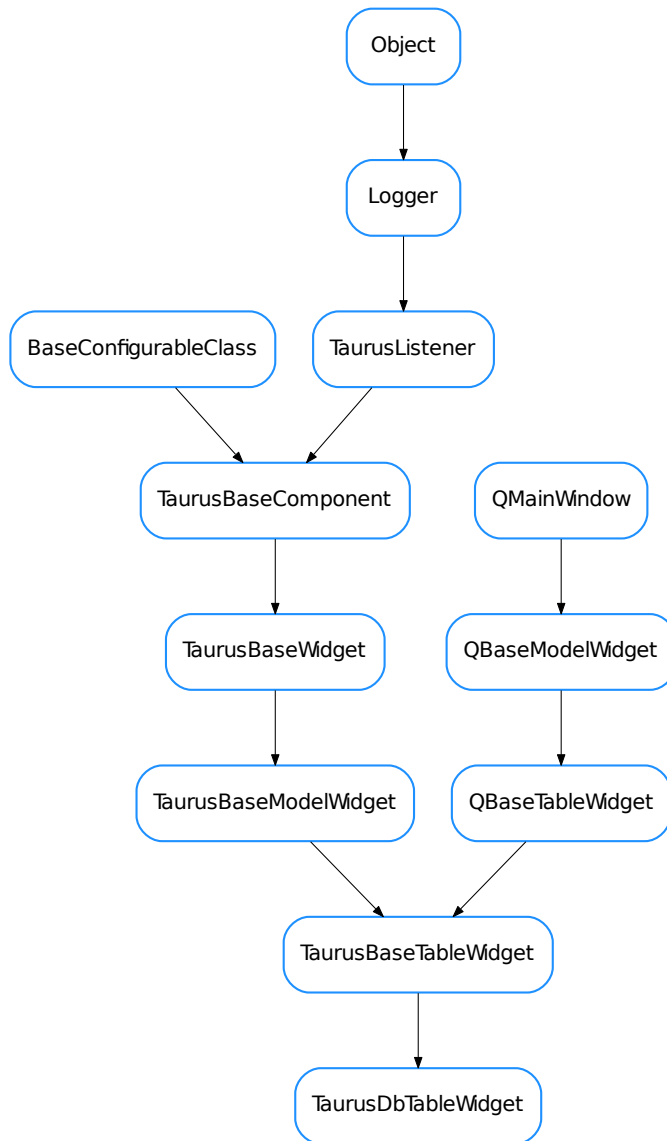 Object
Logger
BaseConfigurableClass
TaurusListener
TaurusBaseComponent
QMainWindow
TaurusBaseWidget
QBaseModelWidget
TaurusBaseModelWidget
QBaseTableWidget
TaurusBaseTableWidget
TaurusDbTableWidget